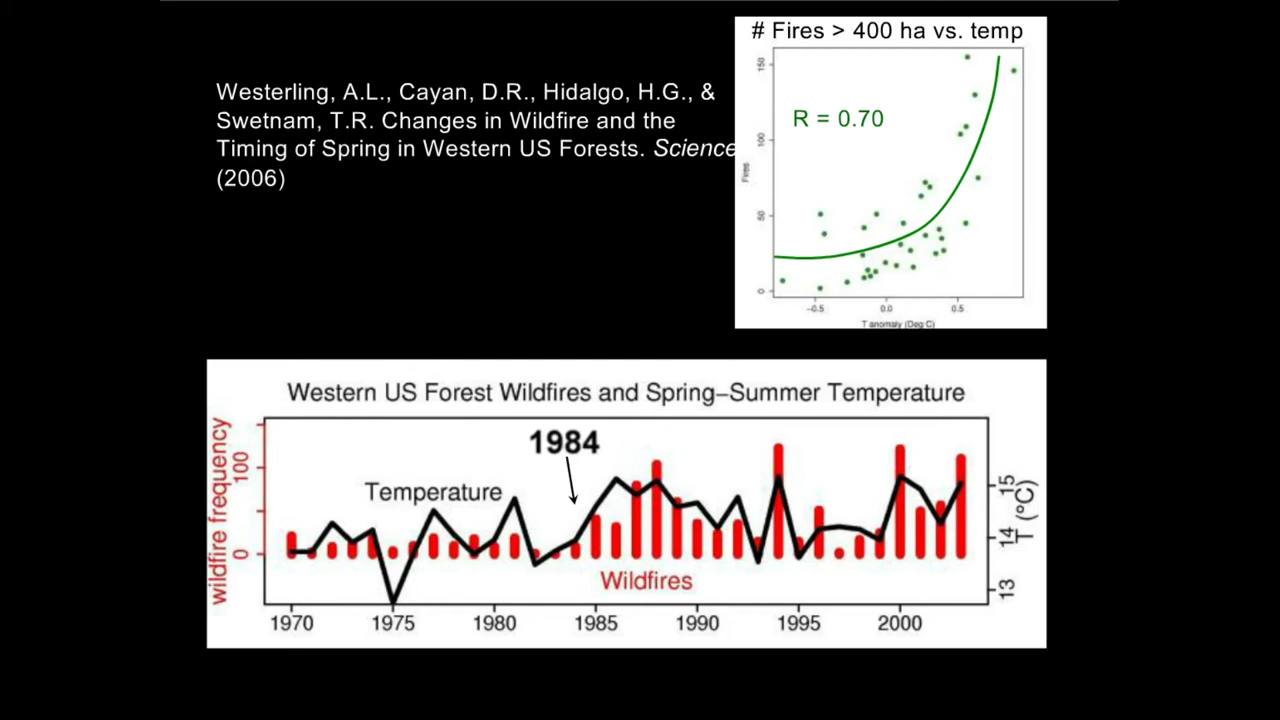 # Fires > 400 ha vs. temp
Westerling, A.L., Cayan, D.R., Hidalgo, H.G., &
Swetnam, T.R. Changes in Wildfire and the
Timing of Spring in Western US Forests. Science
(2006)
R = 0.70
Fires
150
100
50
0
−0.5 0.0 0.5
T anomaly (Deg C)
Western US Forest Wildfires and Spring−Summer Temperature
wildfire frequency
100
0
1984
Temperature
Wildfires
15
14
13
T (°C)
1970 1975 1980 1985 1990 1995 2000